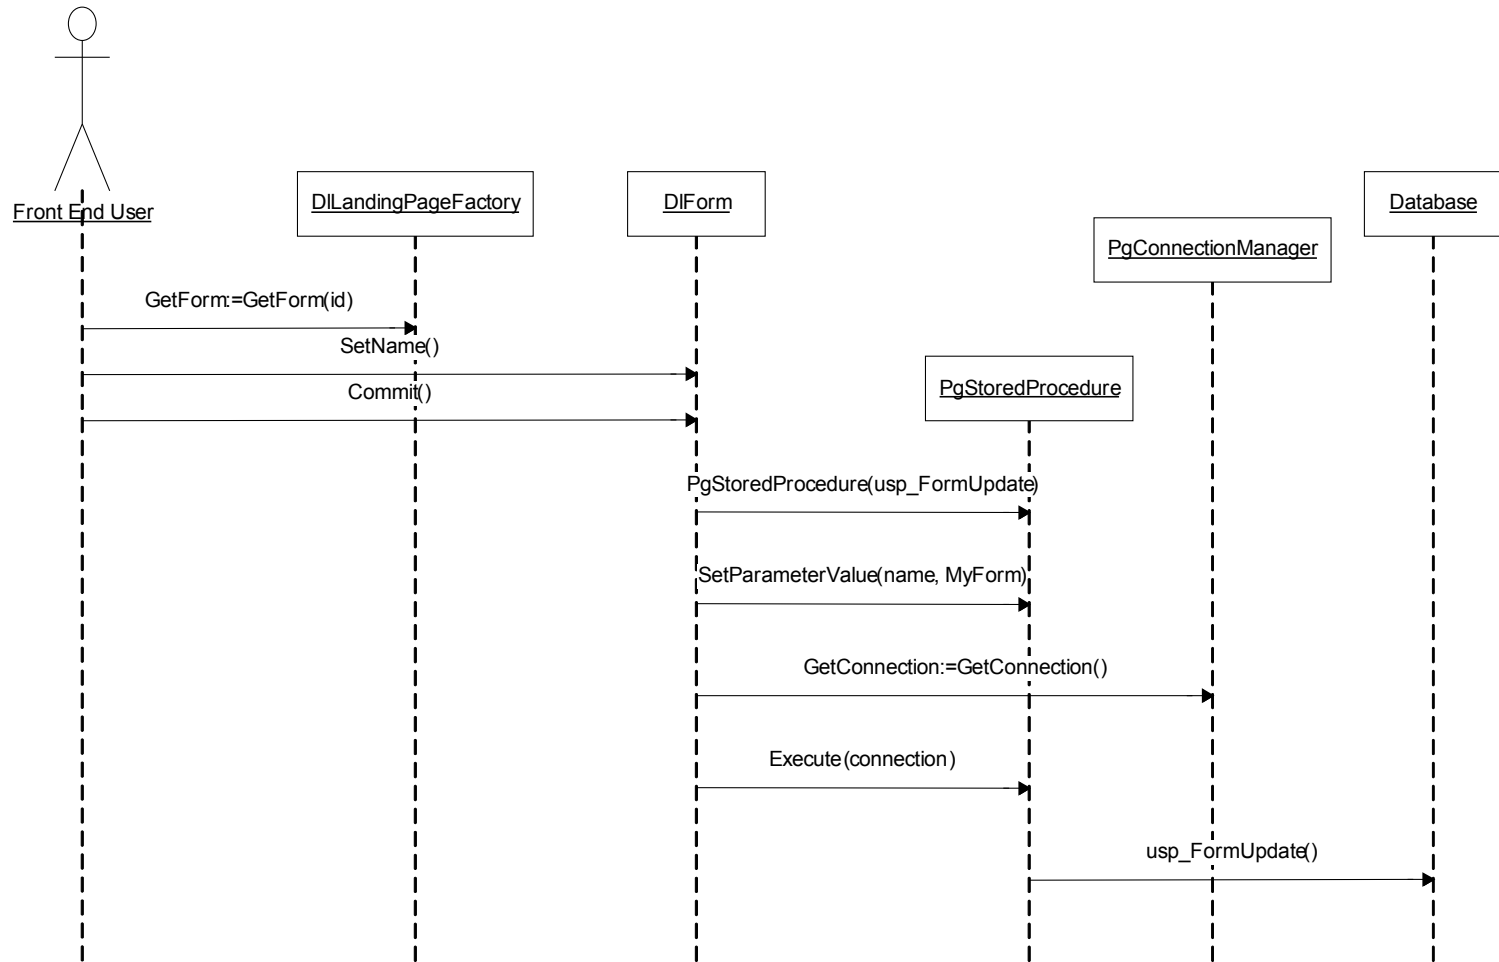 Front End User
DlLandingPageFactory
DlForm
Database
PgConnectionManager
GetForm:=GetForm(id)
SetName()
Commit()
PgStoredProcedure
PgStoredProcedure(usp_FormUpdate)
SetParameterValue(name, MyForm)
GetConnection:=GetConnection()
Execute(connection)
usp_FormUpdate()